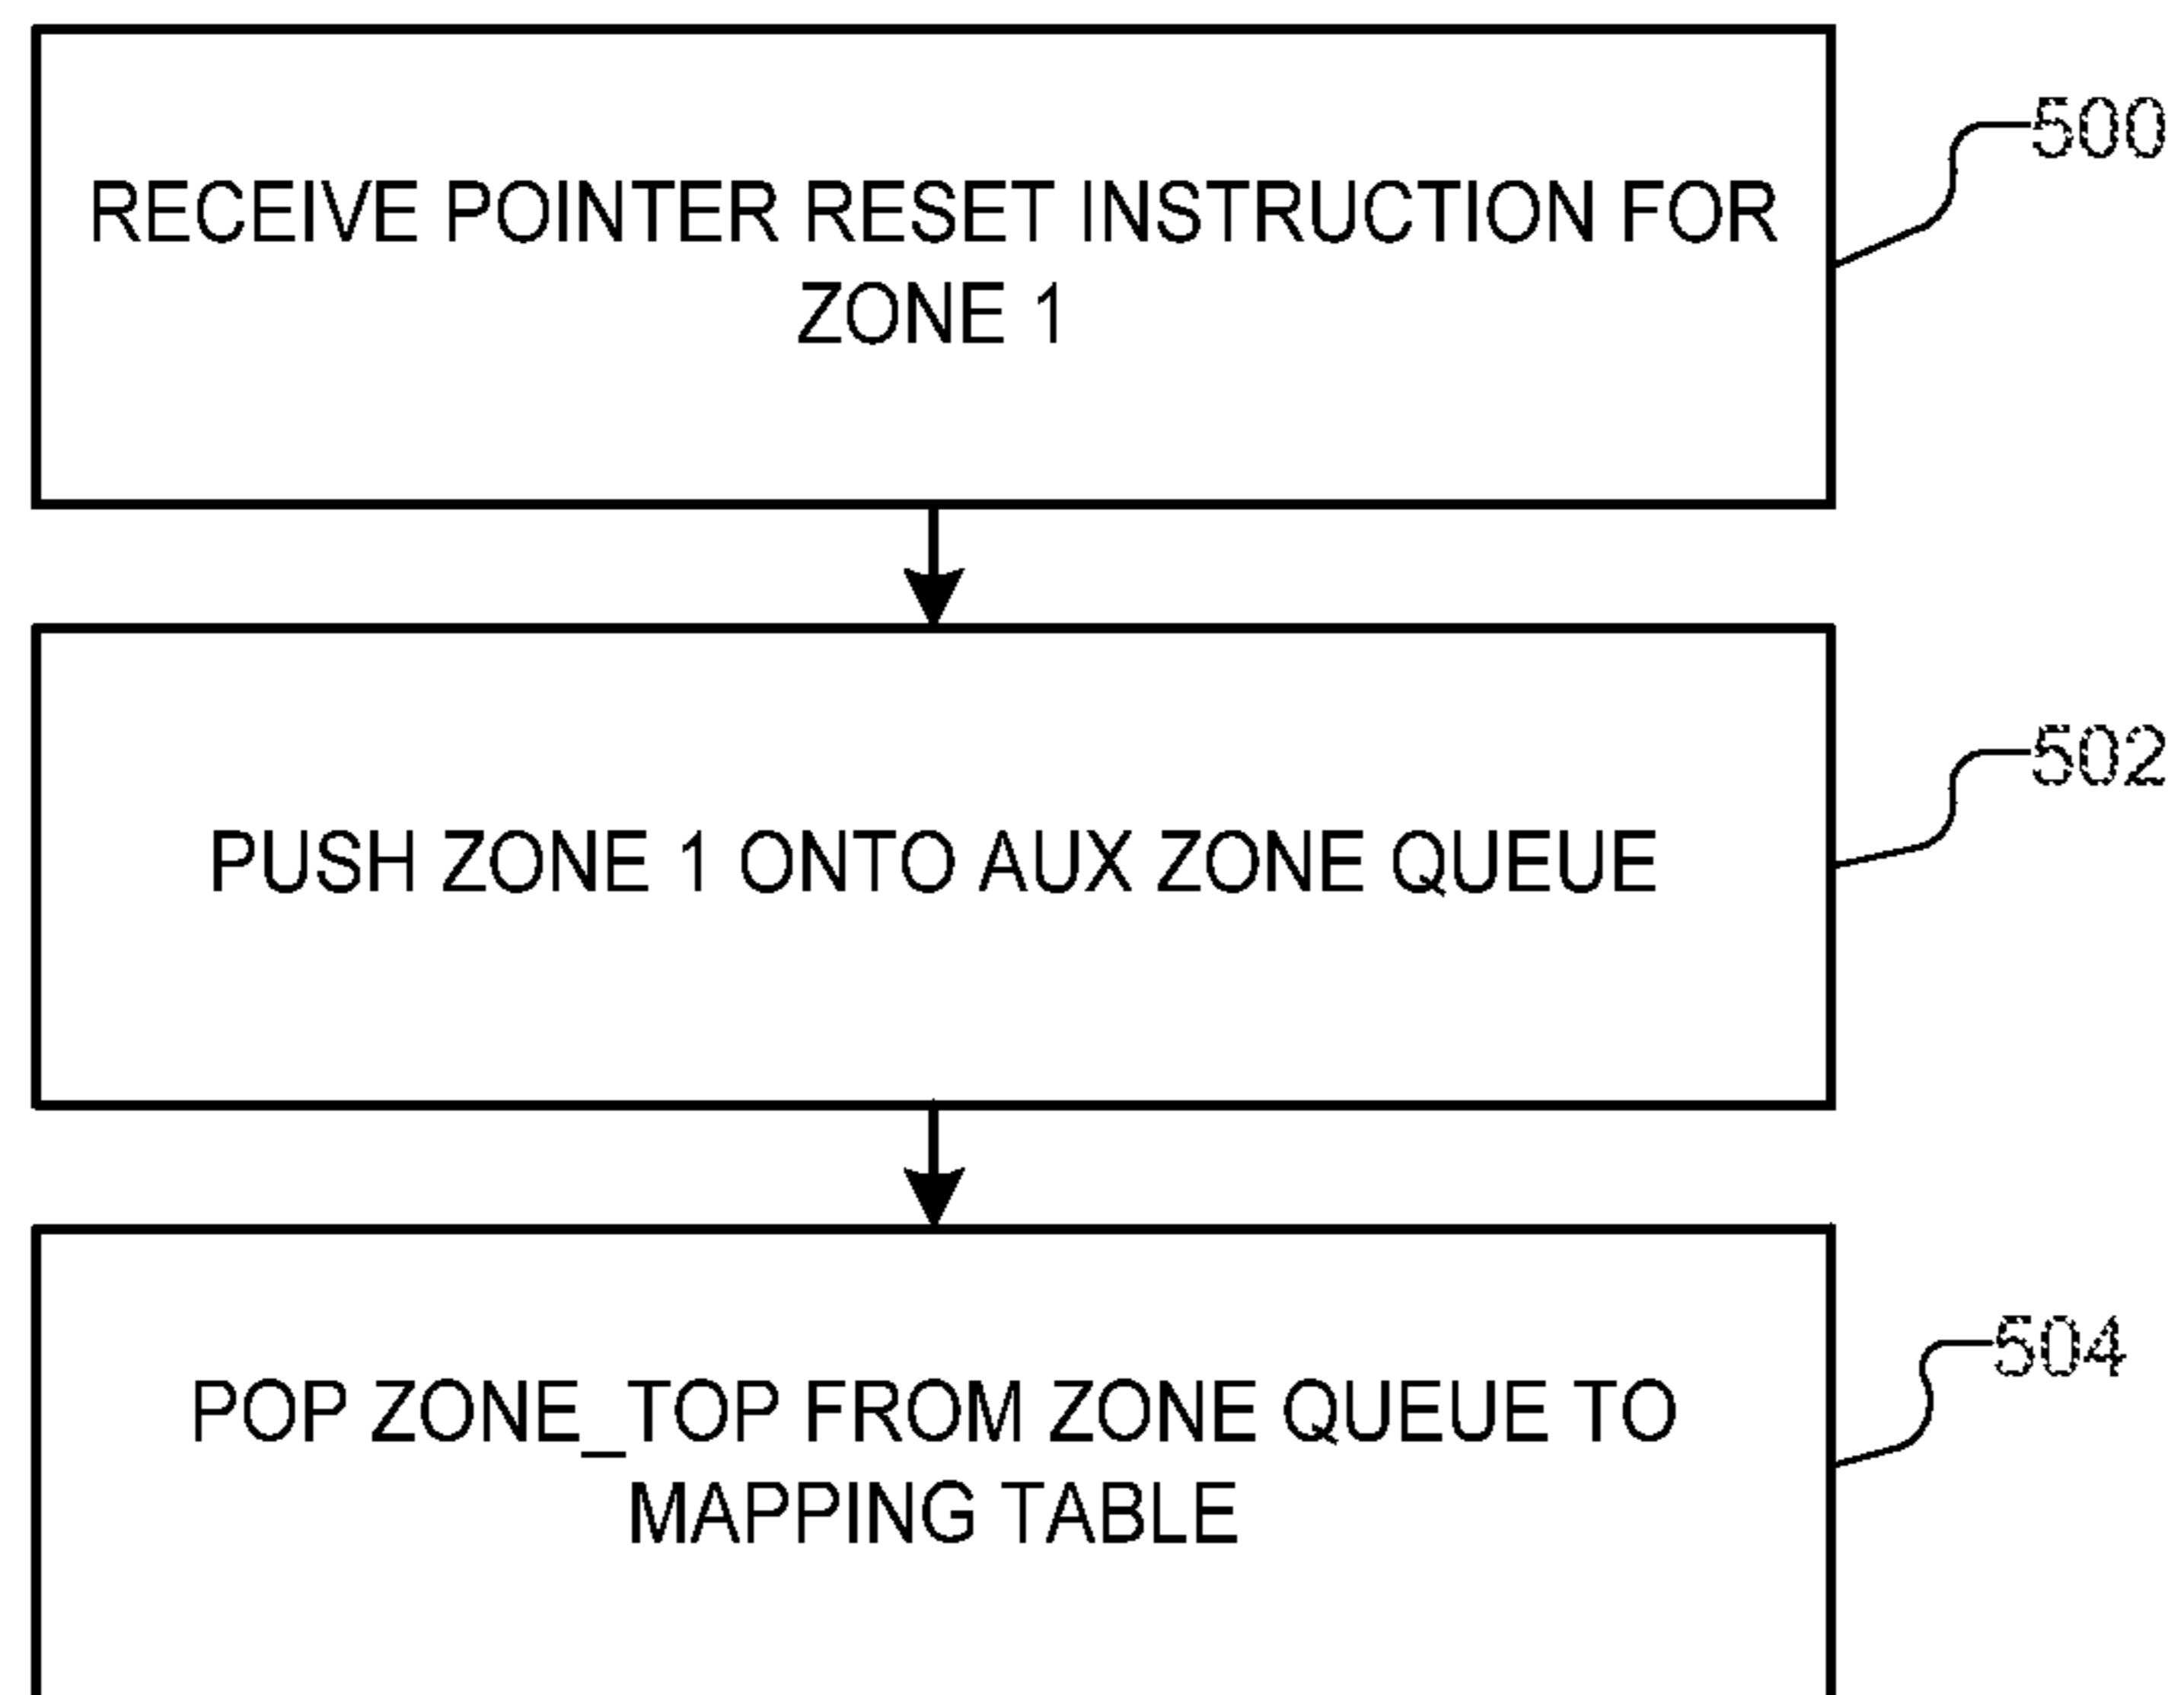 500
RECEIVE POINTER RESET INSTRUCTION FOR
ZONE 1
502
PUSH ZONE 1 ONTO AUX ZONE QUEUE
504
POP ZONE_TOP FROM ZONE QUEUE TO
MAPPING TABLE